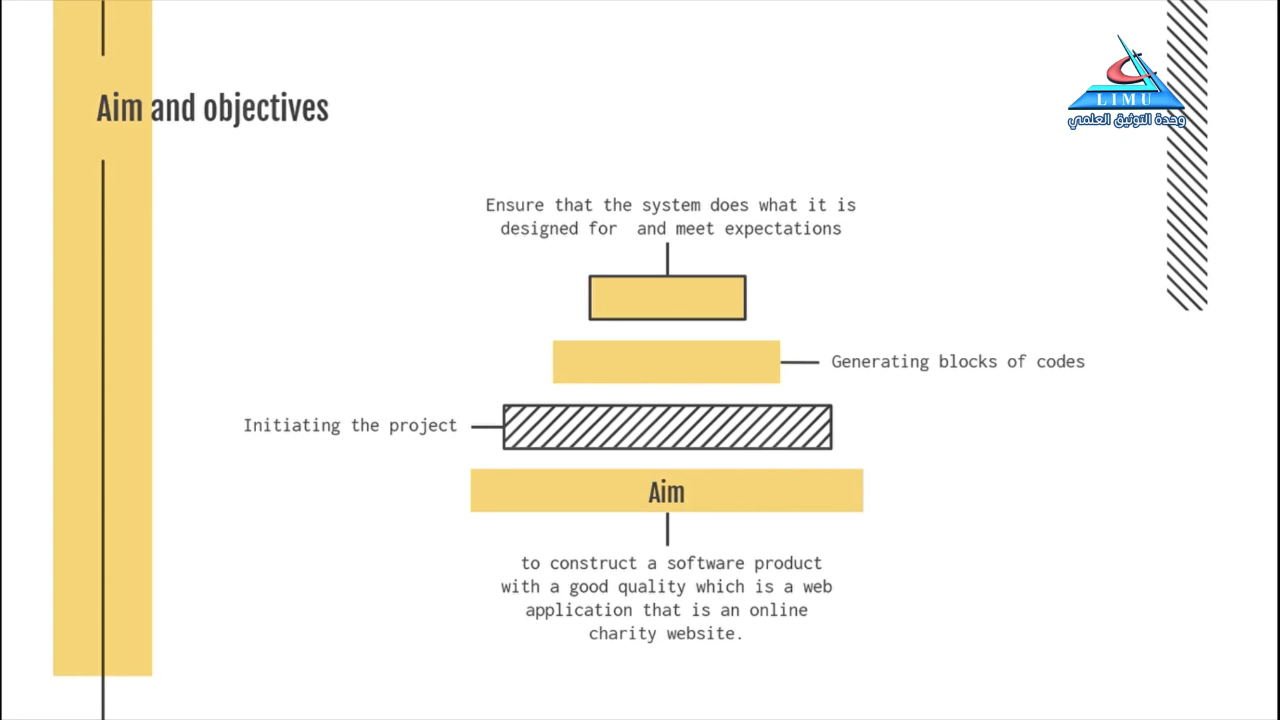 Aim and objectives
LIMU
وحدة التوثيق العلمي
Ensure that the system does what it is
designed for and meet expectations
Generating blocks of codes
Initiating the project
Aim
to construct a software product
with a good quality which is a web
application that is an online
charity website.